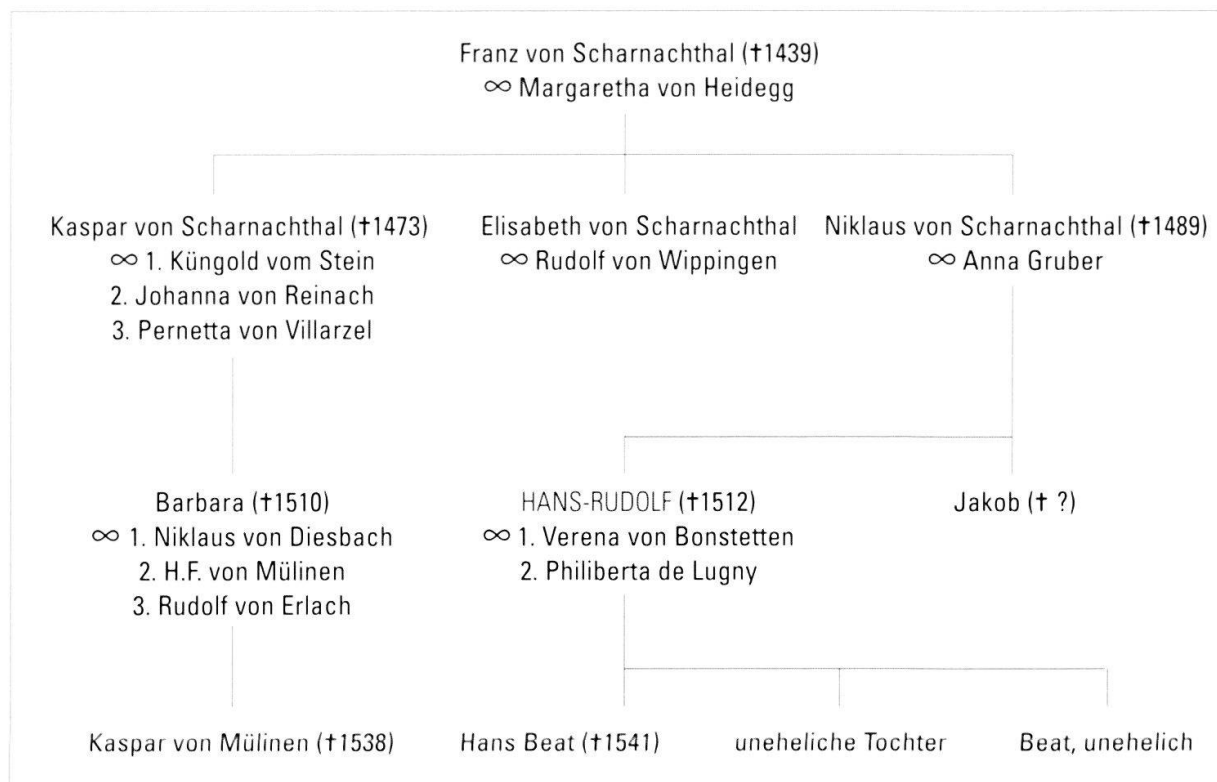 Franz von Scharnachthal (†1439)
∞ Margaretha von Heidegg
Kaspar von Scharnachthal (†1473)
∞ 1. Küngold vom Stein
2. Johanna von Reinach
3. Pernetta von Villarzel
Elisabeth von Scharnachthal
∞ Rudolf von Wippingen
Niklaus von Scharnachthal (†1489)
∞ Anna Gruber
Barbara (†1510)
∞ 1. Niklaus von Diesbach
2. H.F. von Mülinen
3. Rudolf von Erlach
HANS-RUDOLF (†1512)
∞ 1. Verena von Bonstetten
2. Philiberta de Lugny
Jakob († ?)
Kaspar von Mülinen (†1538)
Hans Beat (†1541)
uneheliche Tochter
Beat, unehelich